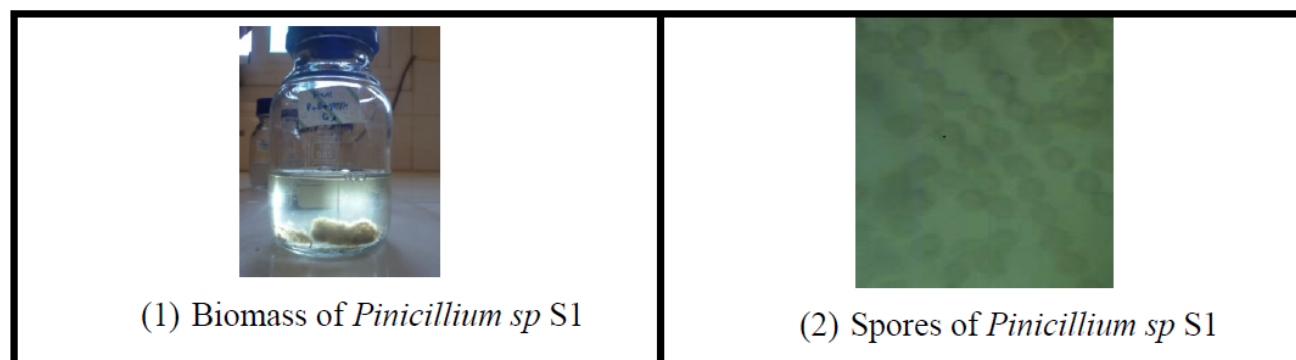 (1) Biomass of Pinicillium sp S1
(2) Spores of Pinicillium sp S1